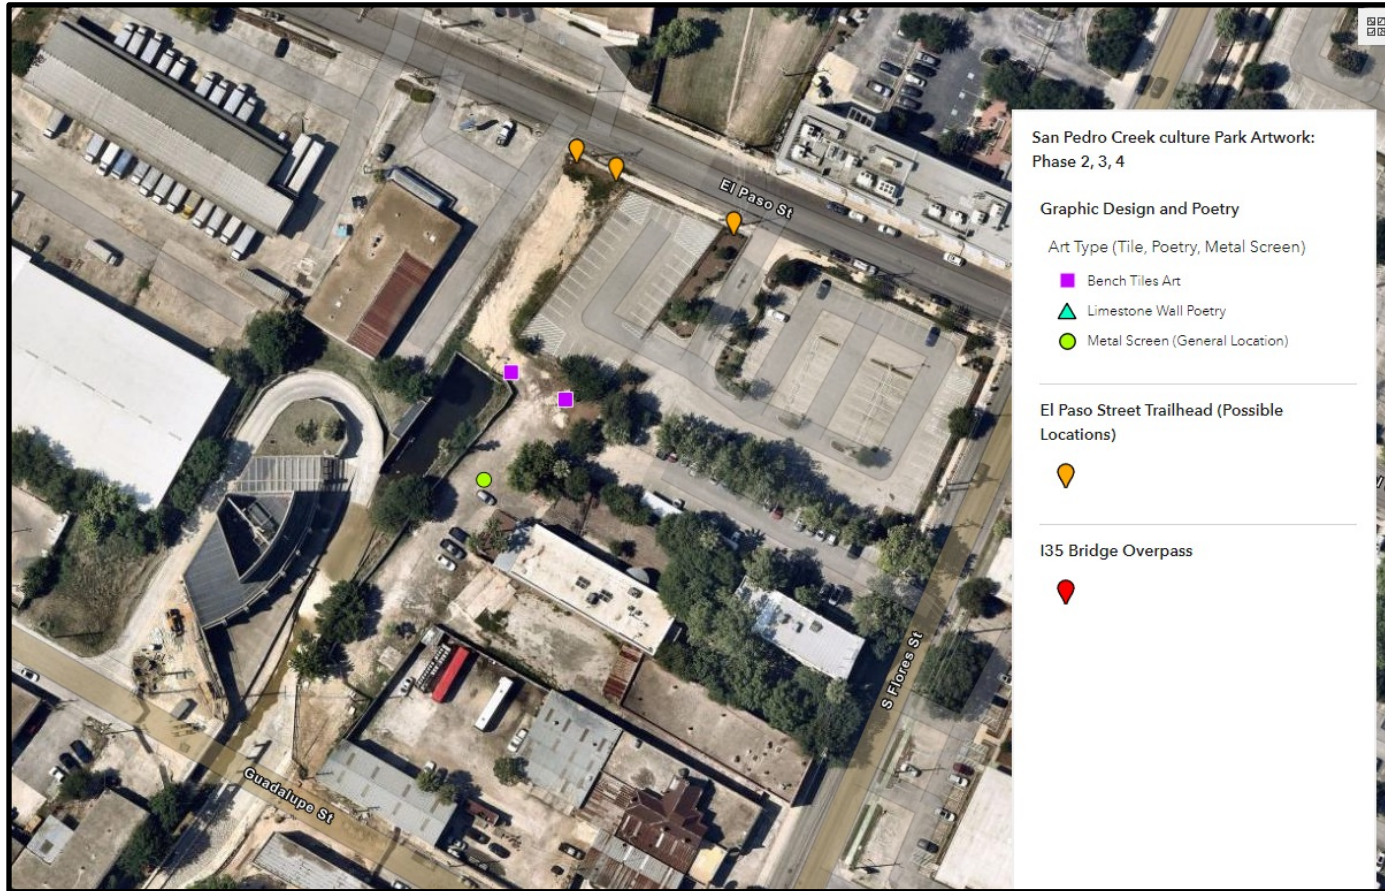 San Pedro Creek culture Park Artwork:
Phase 2, 3, 4
Graphic Design and Poetry
Art Type (Tile, Poetry, Metal Screen)
Bench Tiles Art
Limestone Wall Poetry
Metal Screen (General Location)
El Paso Street Trailhead (Possible
Locations)
I35 Bridge Overpass
El Paso St
S Flores St
Guadalupe St